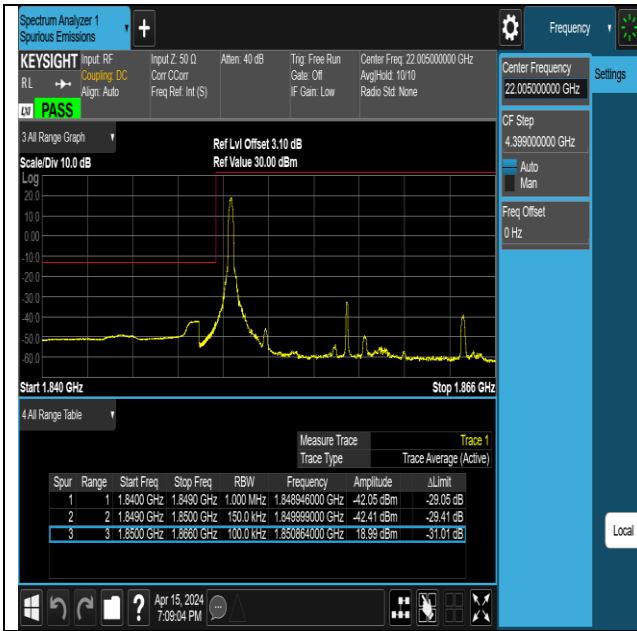 Spectrum Analyzer 1
Spurious Emissions
+
Frequency
KEYSIGHT Input: RF Input Z: 50 Ω Atten: 40 dB Trig: Free Run Center Freq: 22.005000000 GHz
RL Coupling: DC Corr CCorr Gate: Off Avg|Hold: 10/10
Align: Auto Freq Ref: Int (S) IF Gain: Low Radio Std: None
LXI PASS
Center Frequency
22.005000000 GHz
Settings
CF Step
4.399000000 GHz
Auto
Man
Freq Offset
0 Hz
3 All Range Graph
Ref Lvl Offset 3.10 dB
Scale/Div 10.0 dB Ref Value 30.00 dBm
Log
20.0
10.0
0.00
-10.0
-20.0
-30.0
-40.0
-50.0
-60.0
Start 1.840 GHz Stop 1.866 GHz
4 All Range Table
Measure Trace Trace 1
Trace Type Trace Average (Active)
Spur Range Start Freq Stop Freq RBW Frequency Amplitude ΔLimit
1 1 1.8400 GHz 1.8490 GHz 1.000 MHz 1.848946000 GHz -42.05 dBm -29.05 dB
2 2 1.8490 GHz 1.8500 GHz 150.0 kHz 1.849999000 GHz -42.41 dBm -29.41 dB
3 3 1.8500 GHz 1.8660 GHz 100.0 kHz 1.850864000 GHz 18.99 dBm -31.01 dB
Local
? Apr 15, 2024
7:09:04 PM